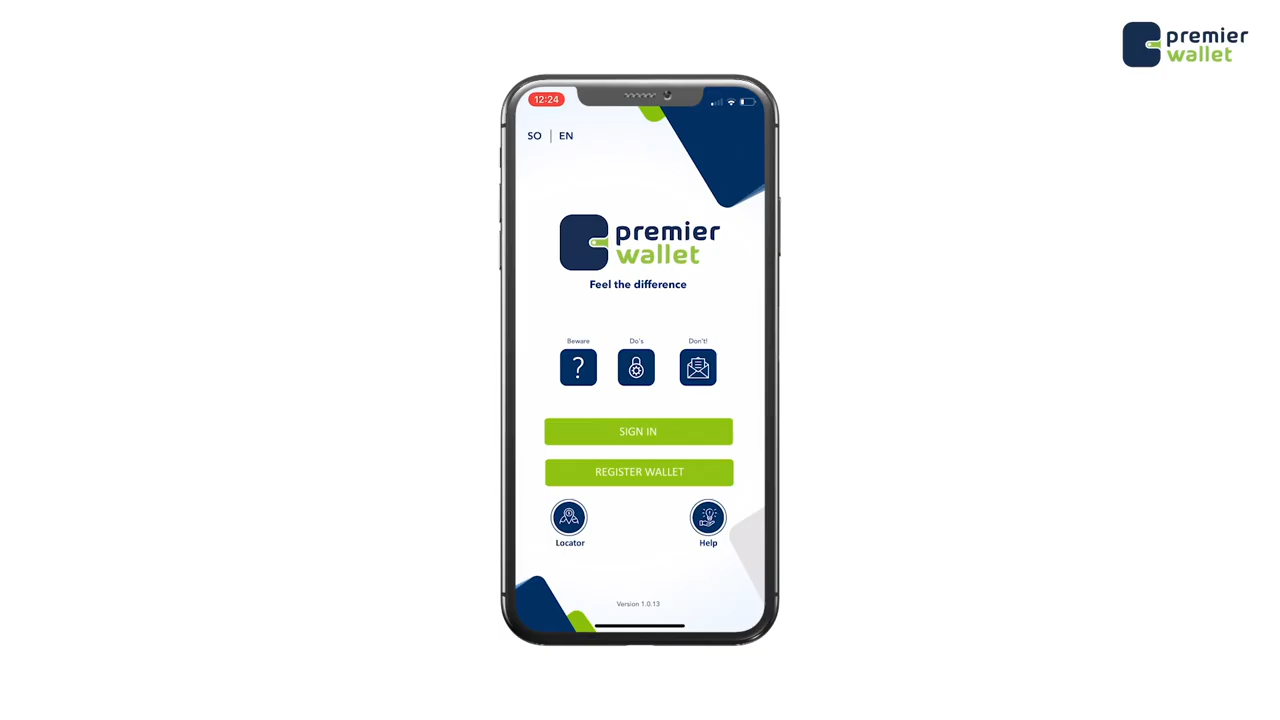 premier
wallet
12:24
SO | EN
premier
wallet
Feel the difference
Beware
Do's
Don't!
SIGN IN
REGISTER WALLET
Locator
Help
Version 1.0.13